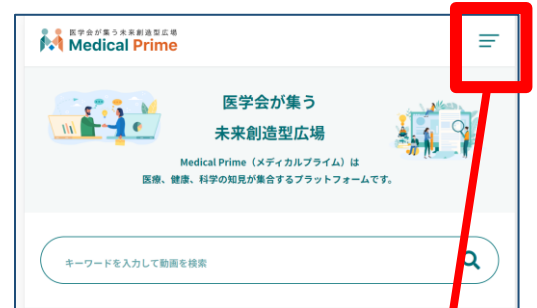 医学会が集う未来創造型広場
Medical Prime
医学会が集う
未来創造型広場
Medical Prime（メディカルプライム）は
医療、健康、科学の知見が集合するプラットフォームです。
キーワードを入力して動画を検索